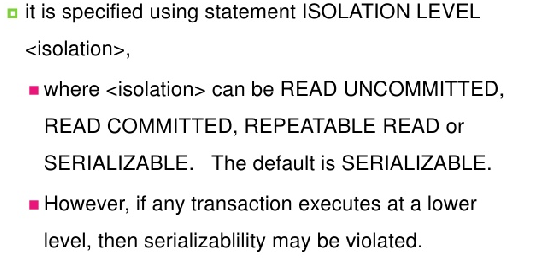 it is specified using statement ISOLATION LEVEL
<isolation>,
where <isolation> can be READ UNCOMMITTED,
READ COMMITTED, REPEATABLE READ or
SERIALIZABLE.   The default is SERIALIZABLE.
However, if any transaction executes at a lower
level, then serializablility may be violated.